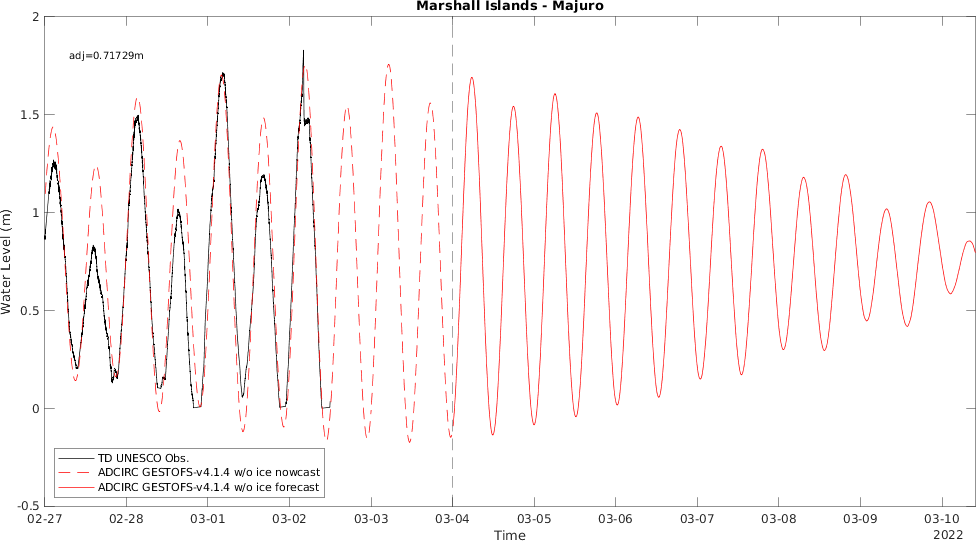 Marshall Islands - Majuro
2
adj=0.71729m
1.5
1
Water Level (m)
0.5
0
TD UNESCO Obs.
ADCIRC GESTOFS-v4.1.4 w/o ice nowcast
ADCIRC GESTOFS-v4.1.4 w/o ice forecast
-0.5
02-27 02-28 03-01 03-02 03-03 03-04 03-05 03-06 03-07 03-08 03-09 03-10
Time
2022